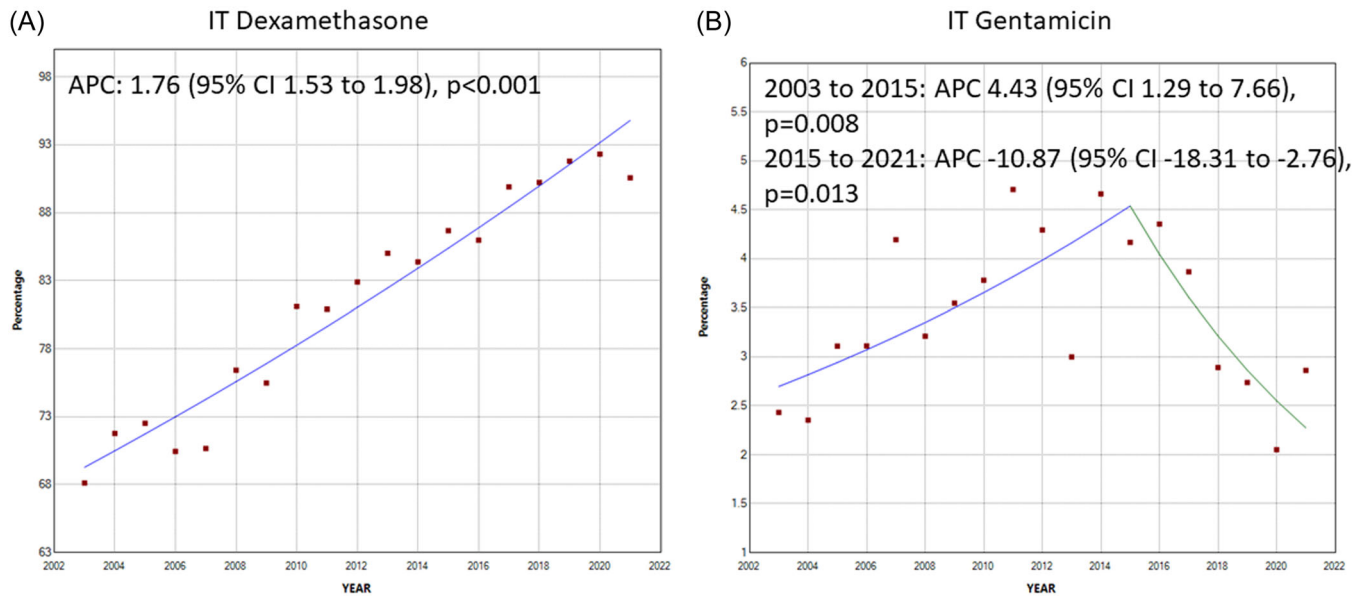 (A)
IT Dexamethasone
APC: 1.76 (95% CI 1.53 to 1.98), p<0.001
Percentage
98
93
88
83
78
73
68
63
2002 2004 2006 2008 2010 2012 2014 2016 2018 2020 2022
YEAR
(B)
IT Gentamicin
2003 to 2015: APC 4.43 (95% CI 1.29 to 7.66),
p=0.008
2015 to 2021: APC -10.87 (95% CI -18.31 to -2.76),
p=0.013
Percentage
6
5.5
5
4.5
4
3.5
3
2.5
2
1.5
1
2002 2004 2006 2008 2010 2012 2014 2016 2018 2020 2022
YEAR